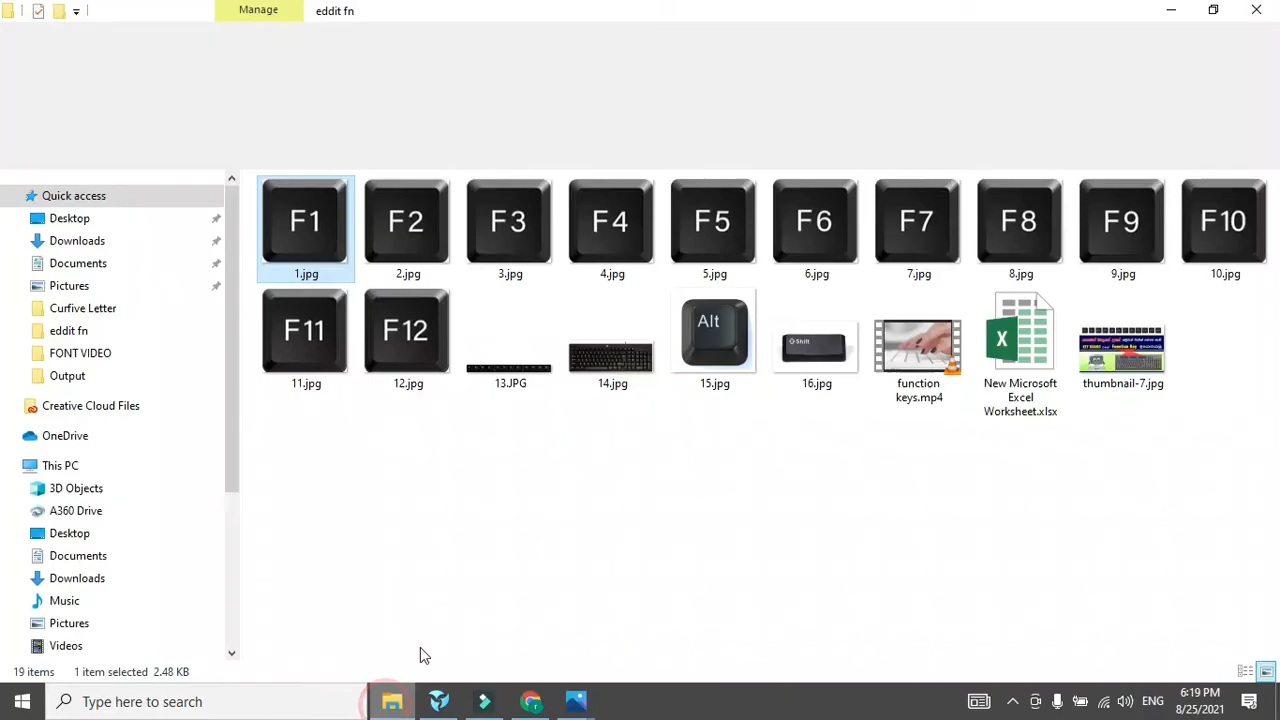 Manage
eddit fn
Quick access
Desktop
Downloads
Documents
Pictures
Curfive Letter
eddit fn
FONT VIDEO
Output
Creative Cloud Files
OneDrive
This PC
3D Objects
A360 Drive
Desktop
Documents
Downloads
Music
Pictures
Videos
F1 F2 F3 F4 F5 F6 F7 F8 F9 F10
1.jpg 2.jpg 3.jpg 4.jpg 5.jpg 6.jpg 7.jpg 8.jpg 9.jpg 10.jpg
F11 F12 Alt Shift
11.jpg 12.jpg 13.JPG 14.jpg 15.jpg 16.jpg function keys.mp4 New Microsoft Excel Worksheet.xlsx thumbnail-7.jpg
19 items 1 item selected 2.48 KB
Type here to search
ENG
6:19 PM
8/25/2021